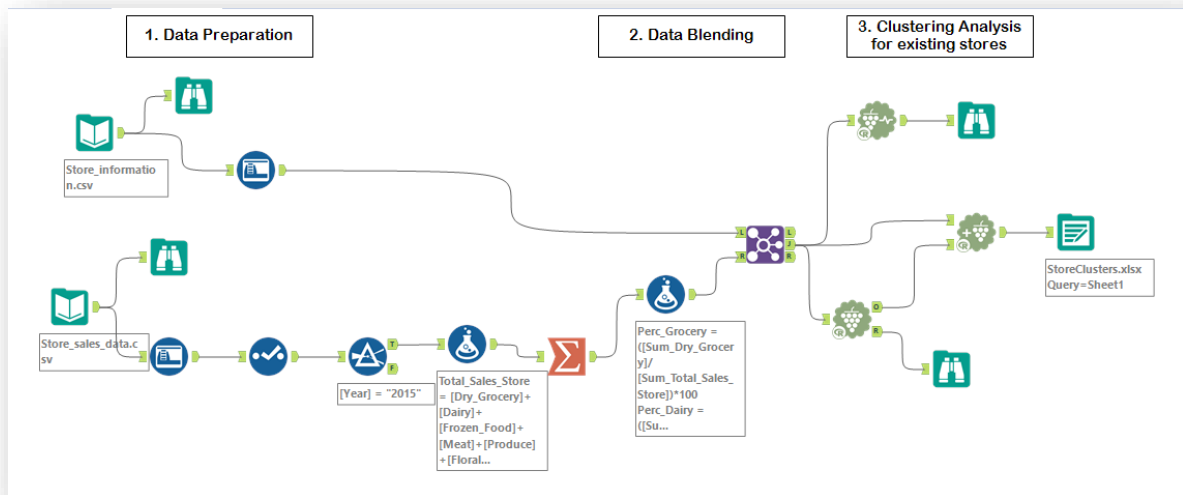 1. Data Preparation
2. Data Blending
3. Clustering Analysis
for existing stores
Store_informatio
n.csv
Store_sales_data.c
sv
[Year] = "2015"
Total_Sales_Store
= [Dry_Grocery]+
[Dairy]+
[Frozen_Food]+
[Meat]+[Produce]
+[Floral...
Perc_Grocery =
([Sum_Dry_Grocer
y]/
[Sum_Total_Sales_
Store])*100
Perc_Dairy =
([Su...
L
R
L
J
R
T
F
R
R
O
R
R
StoreClusters.xlsx
Query=Sheet1